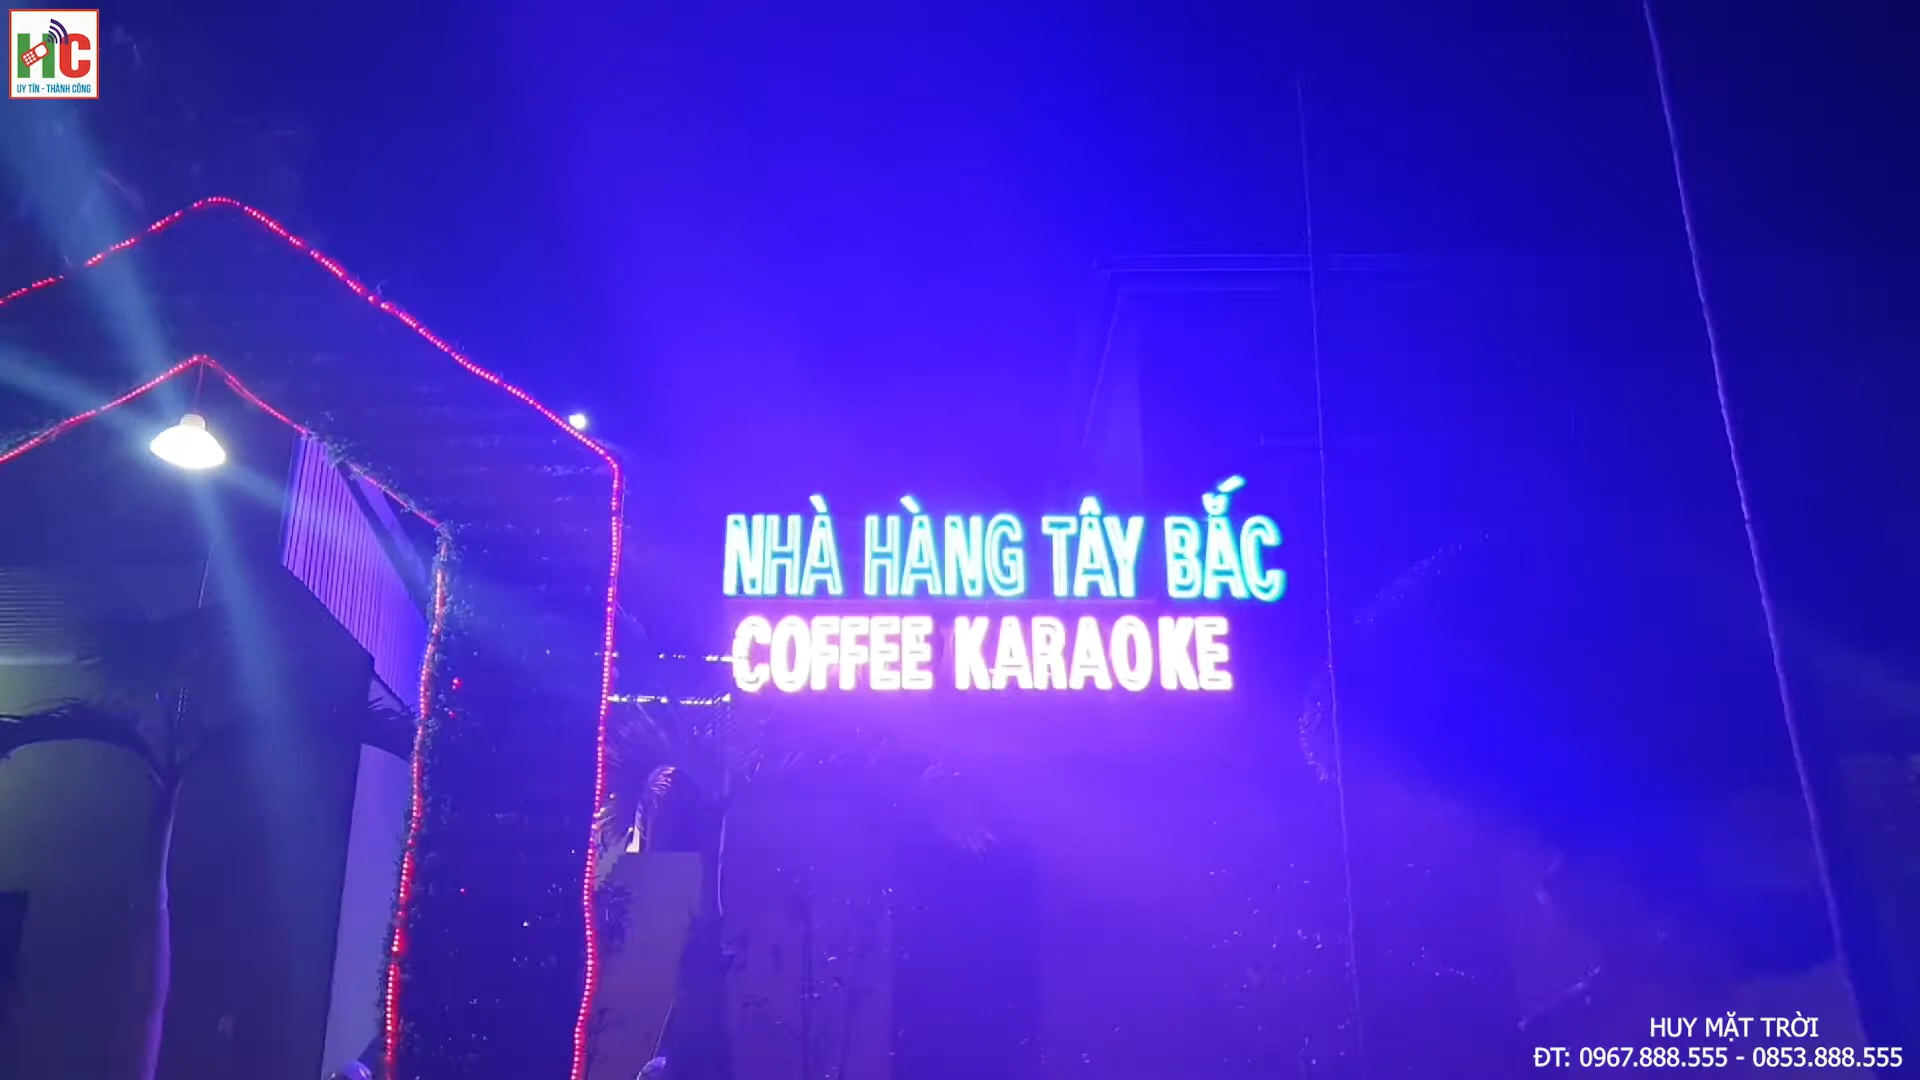 HC
UY TÍN - THÀNH CÔNG
NHÀ HÀNG TÂY BẮC
COFFEE KARAOKE
HUY MẶT TRỜI
ĐT: 0967.888.555 - 0853.888.555